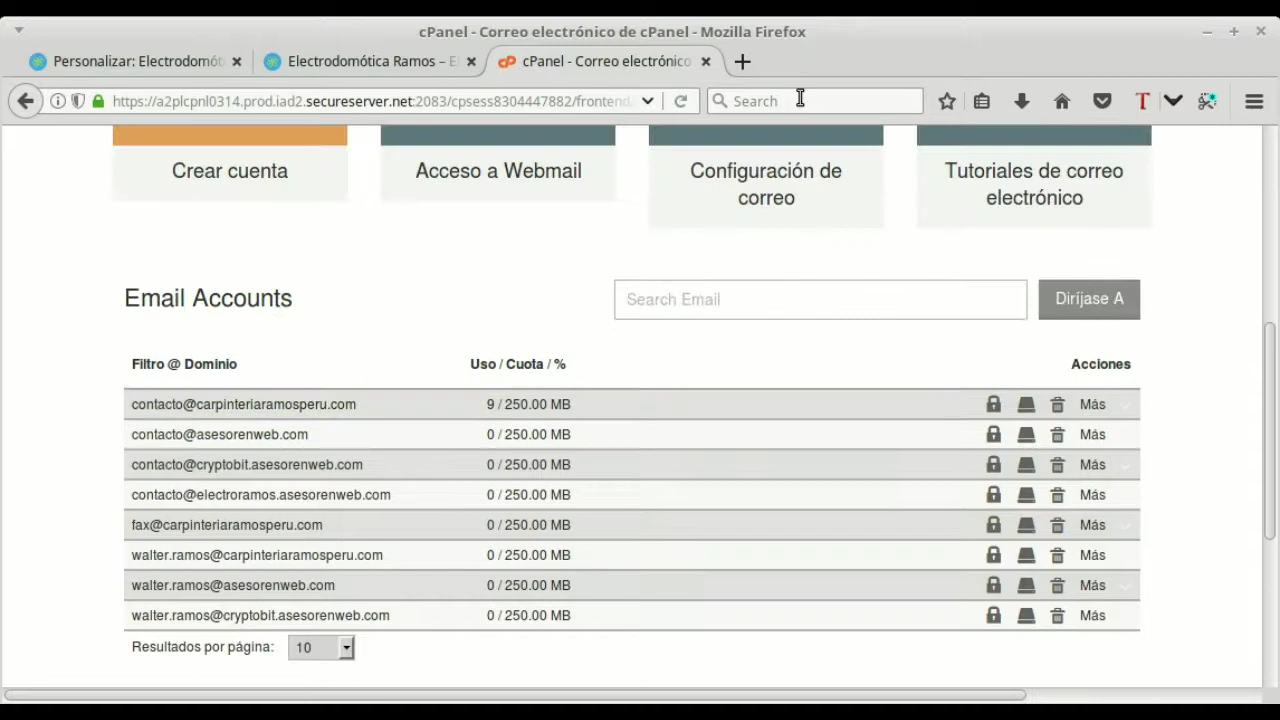 cPanel - Correo electrónico de cPanel - Mozilla Firefox
Personalizar: Electrodomót
Electrodomótica Ramos – E
cPanel - Correo electrónico
https://a2plcpnl0314.prod.iad2.secureserver.net:2083/cpsess8304447882/frontend
Search
Crear cuenta
Acceso a Webmail
Configuración de
correo
Tutoriales de correo
electrónico
Email Accounts
Search Email
Diríjase A
Filtro @ Dominio Uso / Cuota / % Acciones
contacto@carpinteriaramosperu.com 9 / 250.00 MB Más
contacto@asesorenweb.com 0 / 250.00 MB Más
contacto@cryptobit.asesorenweb.com 0 / 250.00 MB Más
contacto@electroramos.asesorenweb.com 0 / 250.00 MB Más
fax@carpinteriaramosperu.com 0 / 250.00 MB Más
walter.ramos@carpinteriaramosperu.com 0 / 250.00 MB Más
walter.ramos@asesorenweb.com 0 / 250.00 MB Más
walter.ramos@cryptobit.asesorenweb.com 0 / 250.00 MB Más
Resultados por página: 10